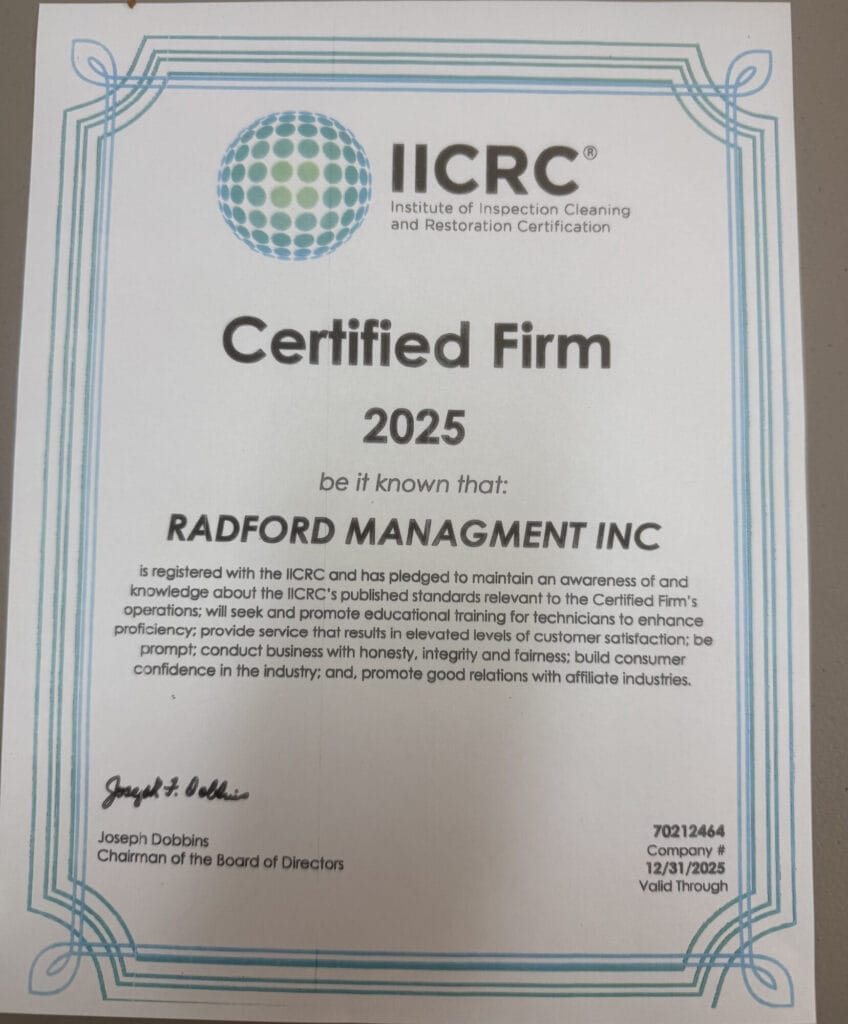 IICRC®
Institute of Inspection Cleaning
and Restoration Certification
Certified Firm
2025
be it known that:
RADFORD MANAGMENT INC
is registered with the IICRC and has pledged to maintain an awareness of and
knowledge about the IICRC's published standards relevant to the Certified Firm's
operations; will seek and promote educational training for technicians to enhance
proficiency; provide service that results in elevated levels of customer satisfaction; be
prompt; conduct business with honesty, integrity and fairness; build consumer
confidence in the industry; and, promote good relations with affiliate industries.
Joseph F. Dobbins
Joseph Dobbins
Chairman of the Board of Directors
70212464
Company #
12/31/2025
Valid Through